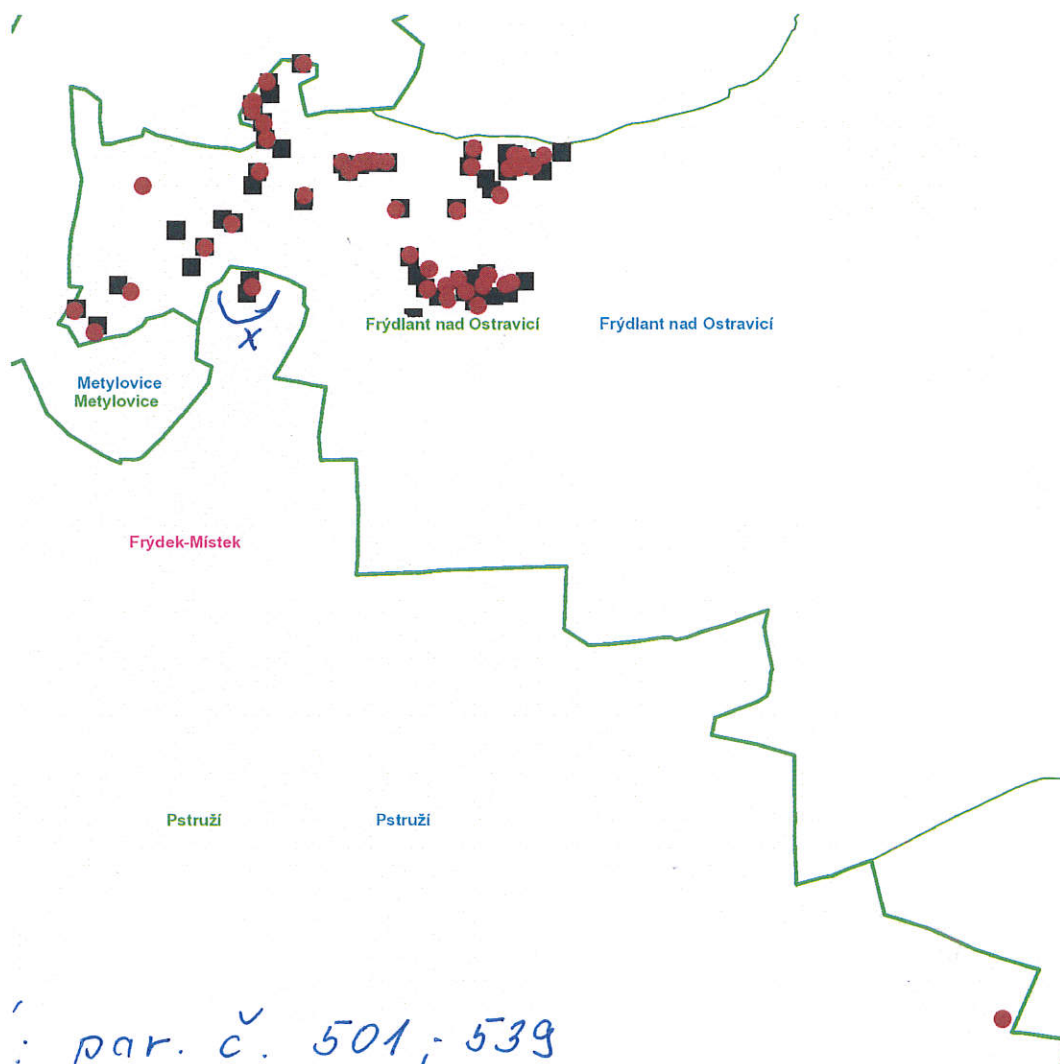 Frýdlant nad Ostravicí Frýdlant nad Ostravicí
x
Metylovice
Metylovice
Frýdek-Místek
Pstruží Pstruží
: par. č. 501; 539